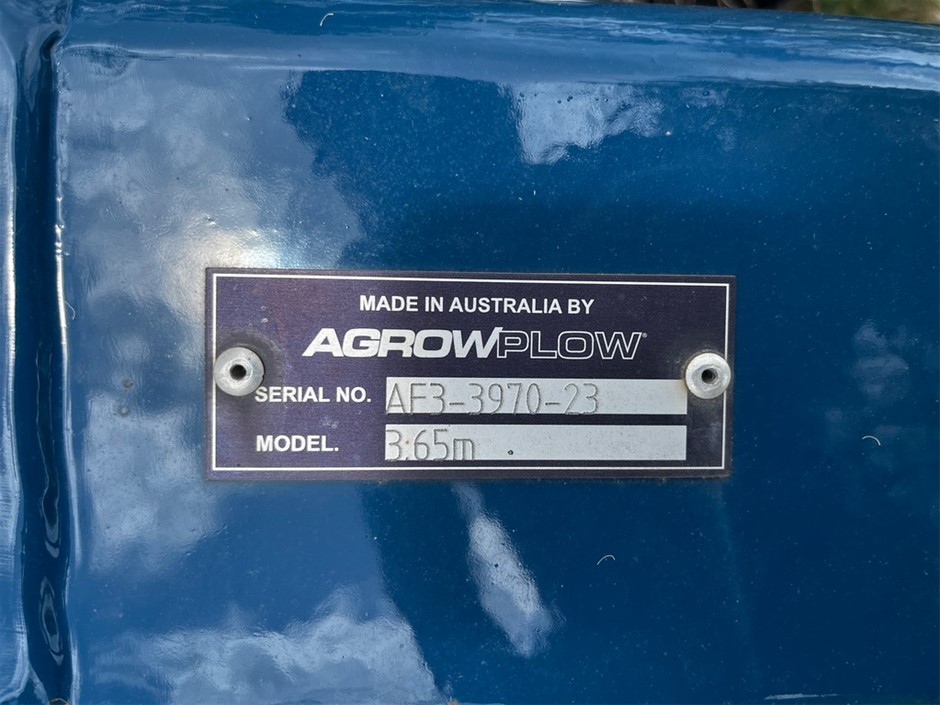 MADE IN AUSTRALIA BY
AGROWPLOW®
SERIAL NO. AF3-3970-23
MODEL. 3.65m